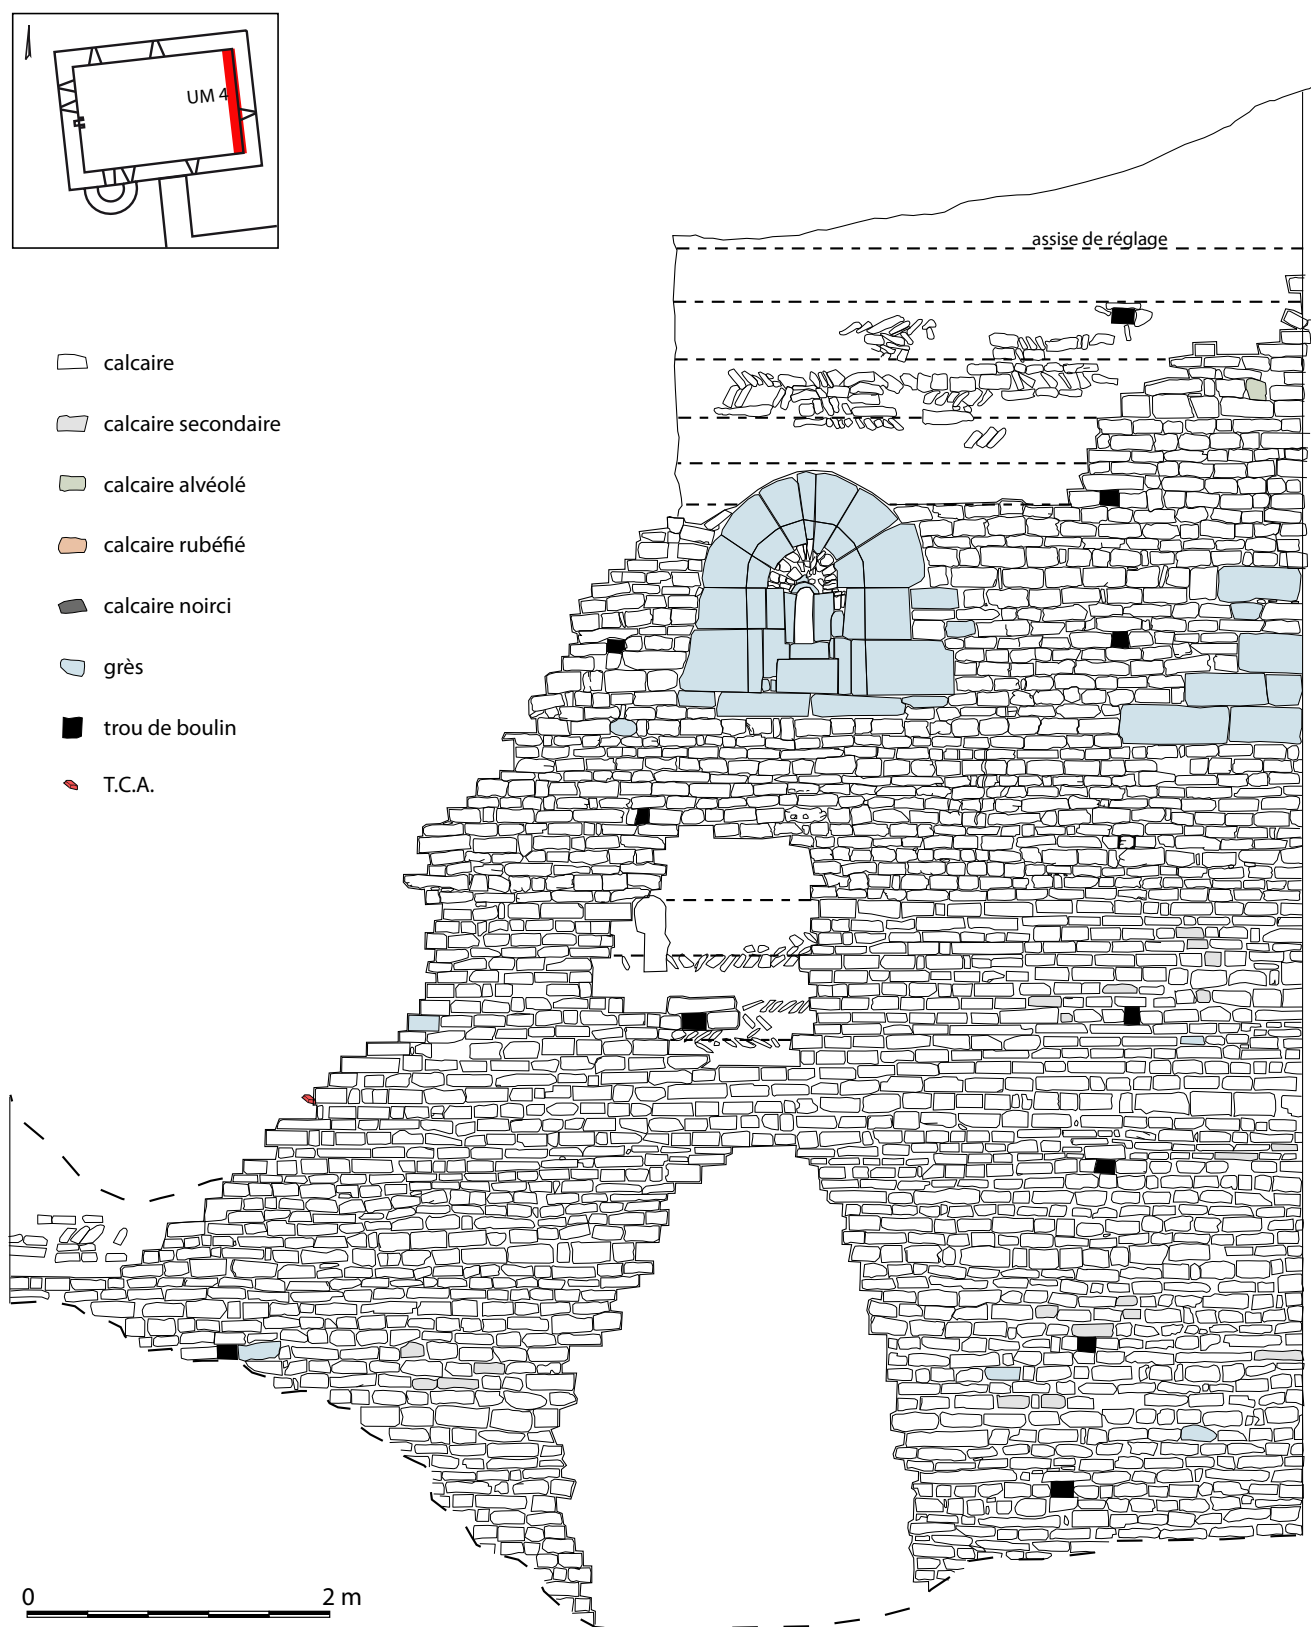 UM 4
assise de réglage
calcaire
calcaire secondaire
calcaire alvéolé
calcaire rubéfié
calcaire noirci
grès
trou de boulin
T.C.A.
0 2 m